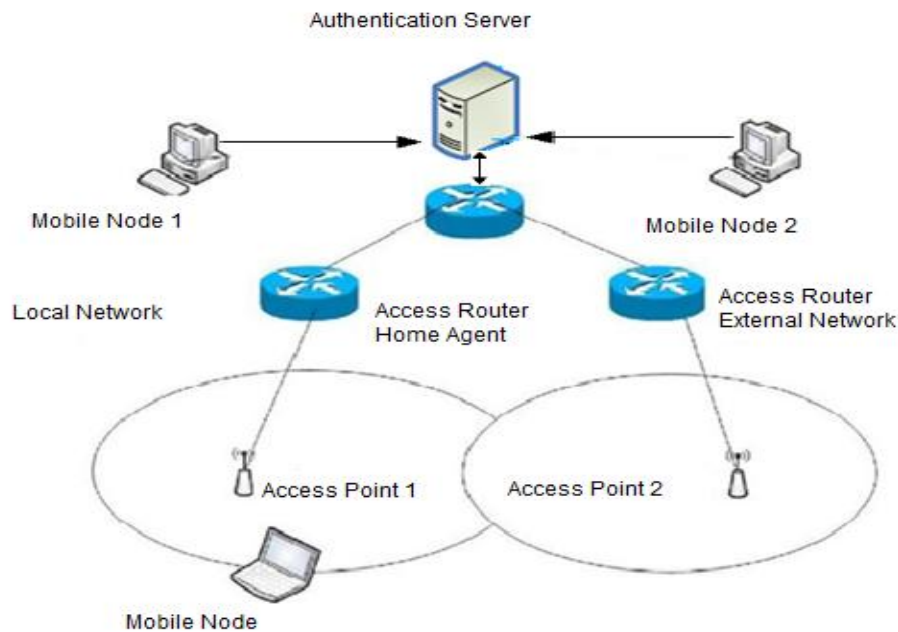 Authentication Server
Mobile Node 1
Mobile Node 2
Local Network
Access Router
Home Agent
Access Router
External Network
Access Point 1
Access Point 2
Mobile Node